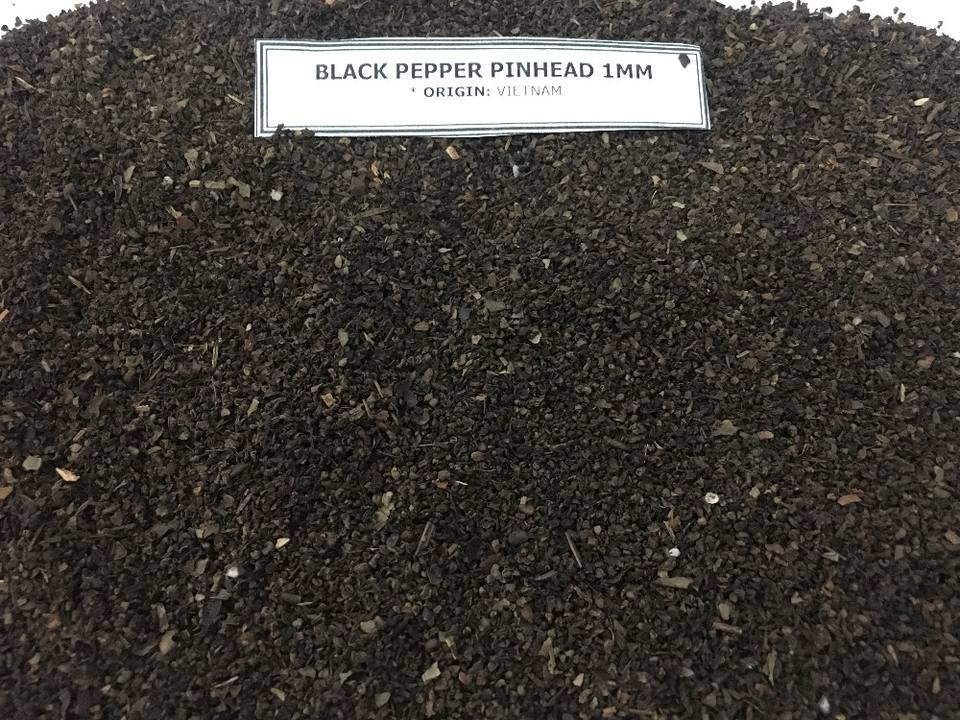 BLACK PEPPER PINHEAD 1MM
* ORIGIN: VIETNAM